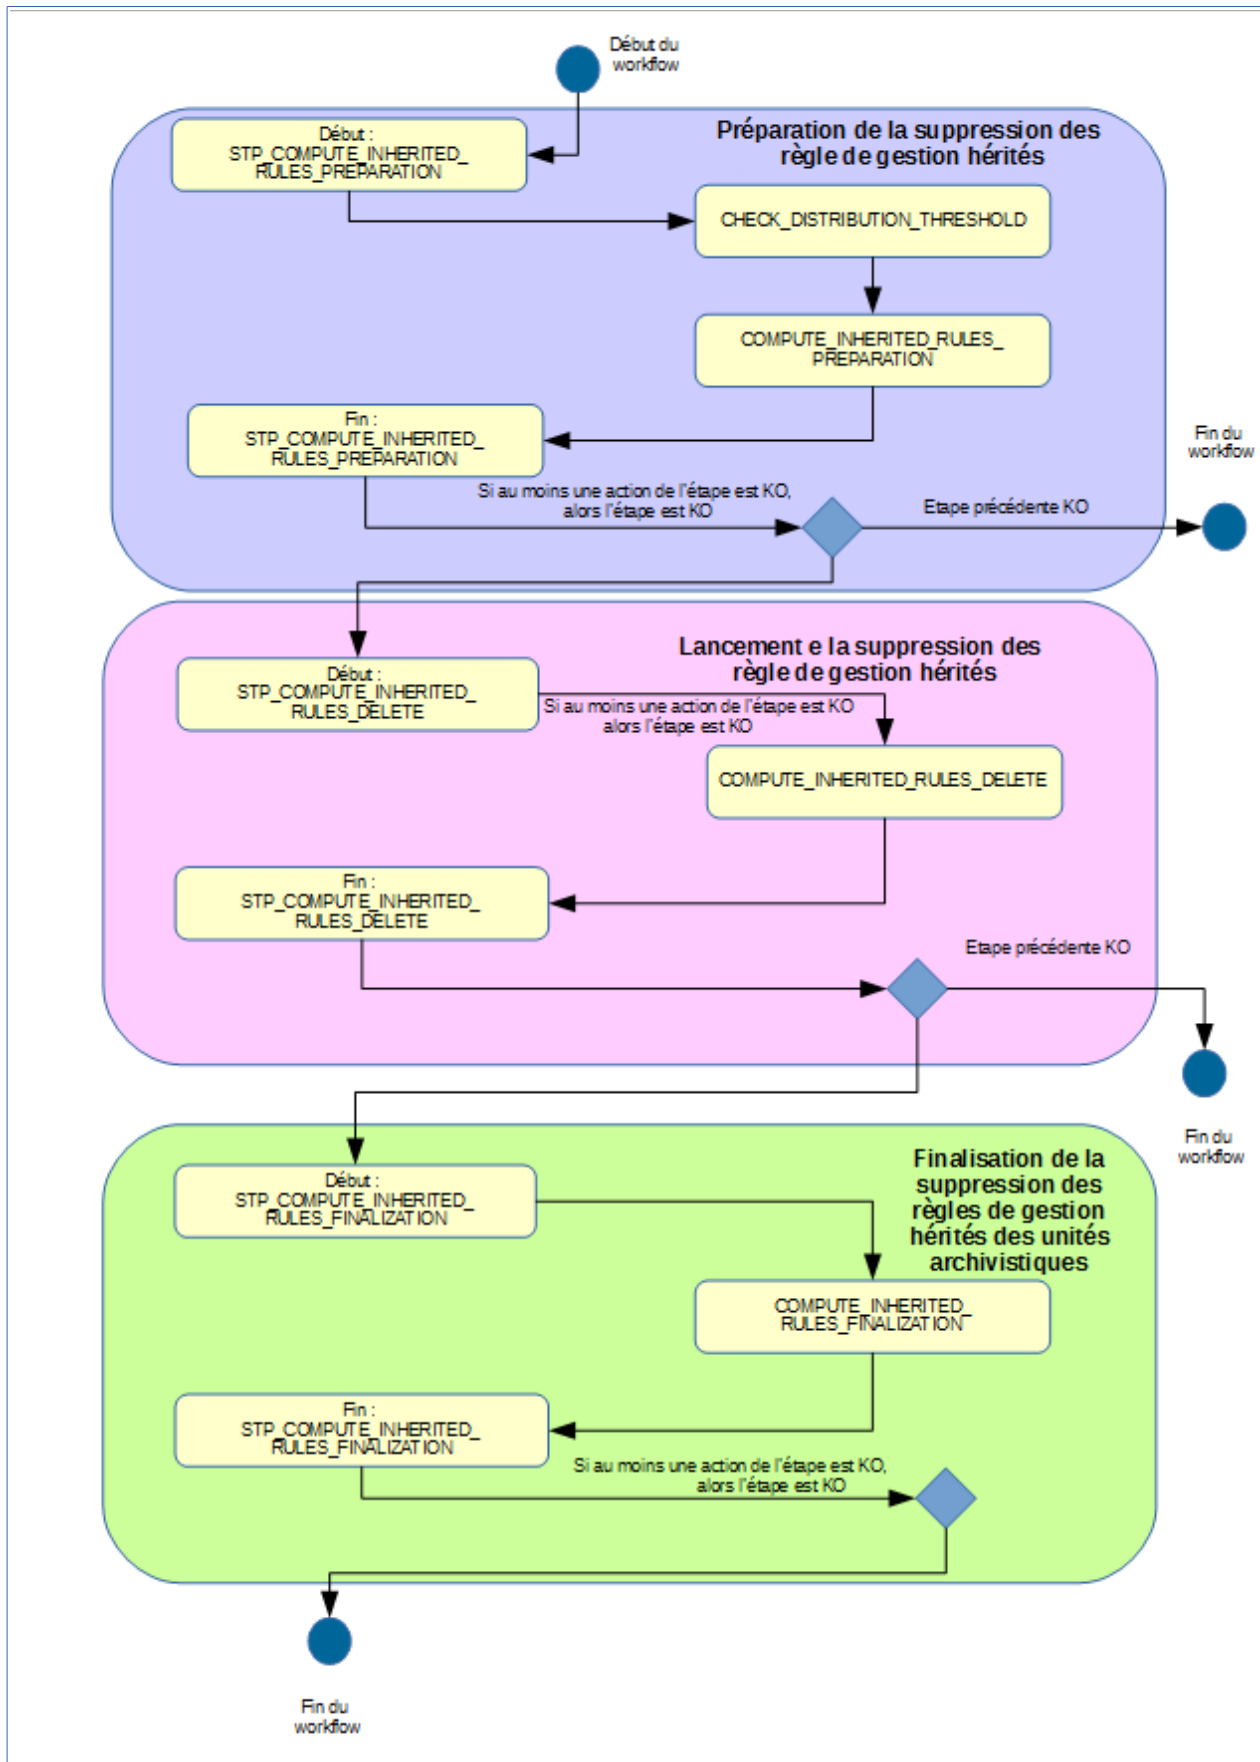 Début du
workflow
Préparation de la suppression des
règle de gestion hérités
Début :
STP_COMPUTE_INHERITED_
RULES_PREPARATION
CHECK_DISTRIBUTION_THRESHOLD
COMPUTE_INHERITED_RULES_
PREPARATION
Fin :
STP_COMPUTE_INHERITED_
RULES_PREPARATION
Fin du
workflow
Si au moins une action de l'étape est KO,
alors l'étape est KO
Etape précédente KO
Lancement e la suppression des
règle de gestion hérités
Début :
STP_COMPUTE_INHERITED_
RULES_DELETE
Si au moins une action de l'étape est KO
alors l'étape est KO
COMPUTE_INHERITED_RULES_DELETE
Fin :
STP_COMPUTE_INHERITED_
RULES_DELETE
Etape précédente KO
Fin du
workflow
Finalisation de la
suppression des
règles de gestion
hérités des unités
archivistiques
Début :
STP_COMPUTE_INHERITED_
RULES_FINALIZATION
COMPUTE_INHERITED_
RULES_FINALIZATION
Fin :
STP_COMPUTE_INHERITED_
RULES_FINALIZATION
Si au moins une action de l'étape est KO,
alors l'étape est KO
Fin du
workflow